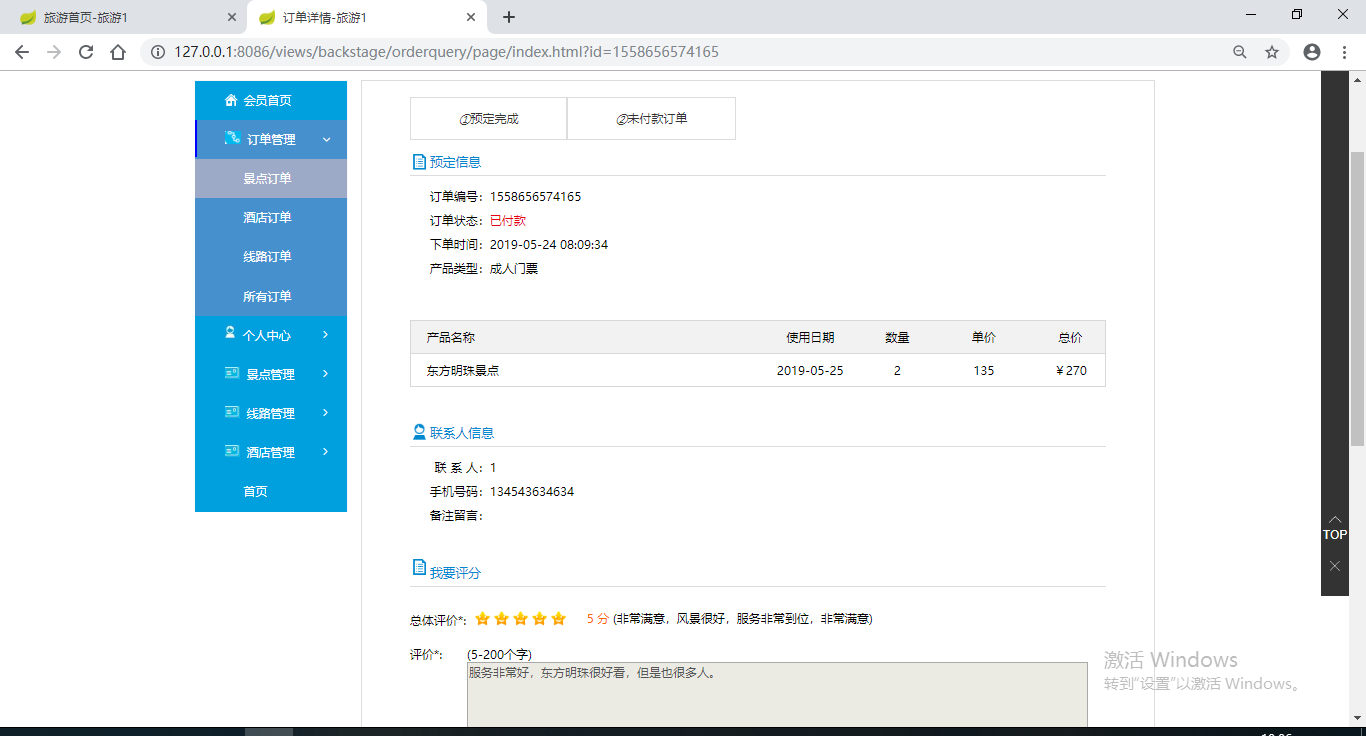 旅游首页-旅游1
订单详情-旅游1
127.0.0.1:8086/views/backstage/orderquery/page/index.html?id=1558656574165
会员首页
订单管理
景点订单
酒店订单
线路订单
所有订单
个人中心
景点管理
线路管理
酒店管理
首页
①预定完成 ②未付款订单
预定信息
订单编号：1558656574165
订单状态：已付款
下单时间：2019-05-24 08:09:34
产品类型：成人门票
产品名称 使用日期 数量 单价 总价
东方明珠景点 2019-05-25 2 135 ￥270
联系人信息
联 系 人：1
手机号码：134543634634
备注留言：
我要评分
总体评价*： 5 分 (非常满意，风景很好，服务非常到位，非常满意)
评价*： (5-200个字)
服务非常好，东方明珠很好看，但是也很多人。
TOP
激活 Windows
转到"设置"以激活 Windows。